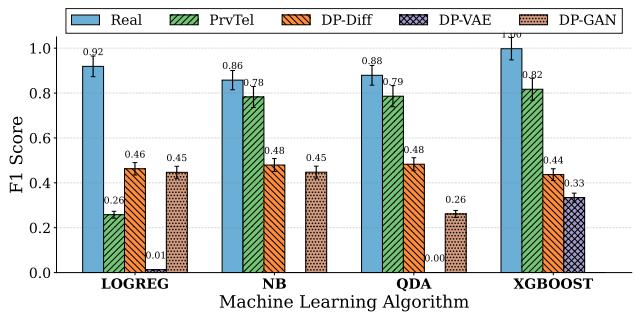 Real PrvTel DP-Diff DP-VAE DP-GAN
F1 Score
1.0
0.8
0.6
0.4
0.2
0.0
0.92 0.26 0.46 0.01 0.45
0.86 0.78 0.48 0.45
0.88 0.79 0.48 0.00 0.26
1.00 0.82 0.44 0.33
LOGREG NB QDA XGBOOST
Machine Learning Algorithm